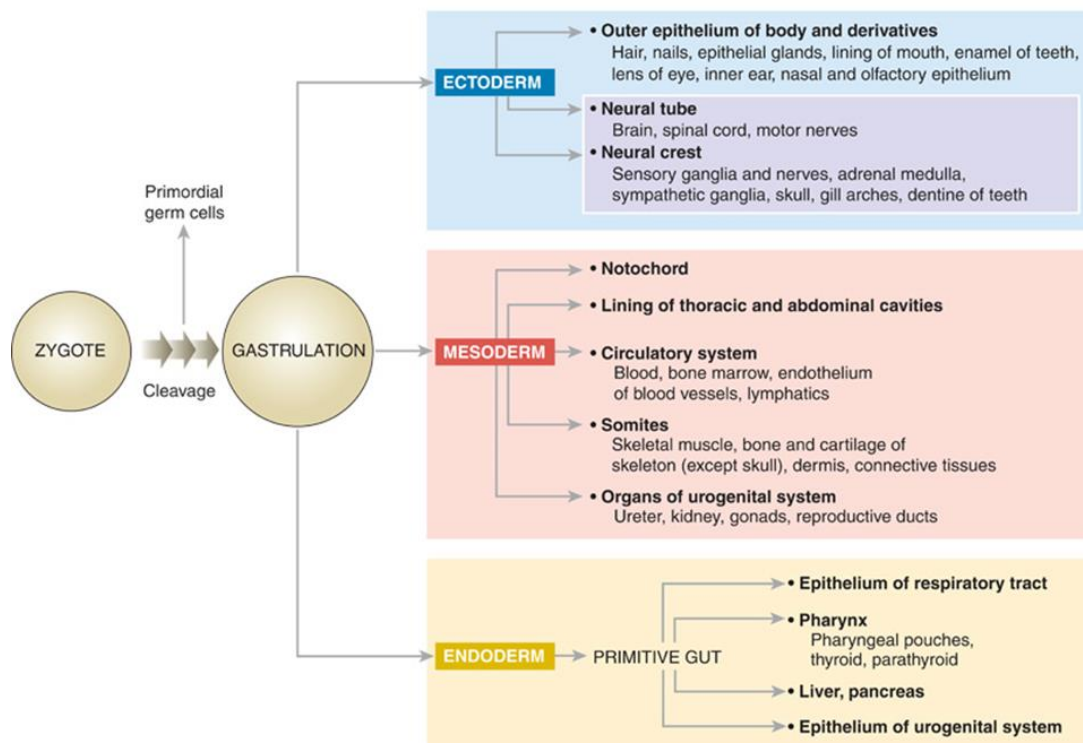 • Outer epithelium of body and derivatives
Hair, nails, epithelial glands, lining of mouth, enamel of teeth,
lens of eye, inner ear, nasal and olfactory epithelium
ECTODERM
• Neural tube
Brain, spinal cord, motor nerves
• Neural crest
Sensory ganglia and nerves, adrenal medulla,
sympathetic ganglia, skull, gill arches, dentine of teeth
Primordial
germ cells
ZYGOTE
Cleavage
GASTRULATION
MESODERM
• Notochord
• Lining of thoracic and abdominal cavities
• Circulatory system
Blood, bone marrow, endothelium
of blood vessels, lymphatics
• Somites
Skeletal muscle, bone and cartilage of
skeleton (except skull), dermis, connective tissues
• Organs of urogenital system
Ureter, kidney, gonads, reproductive ducts
ENDODERM
PRIMITIVE GUT
• Epithelium of respiratory tract
• Pharynx
Pharyngeal pouches,
thyroid, parathyroid
• Liver, pancreas
• Epithelium of urogenital system